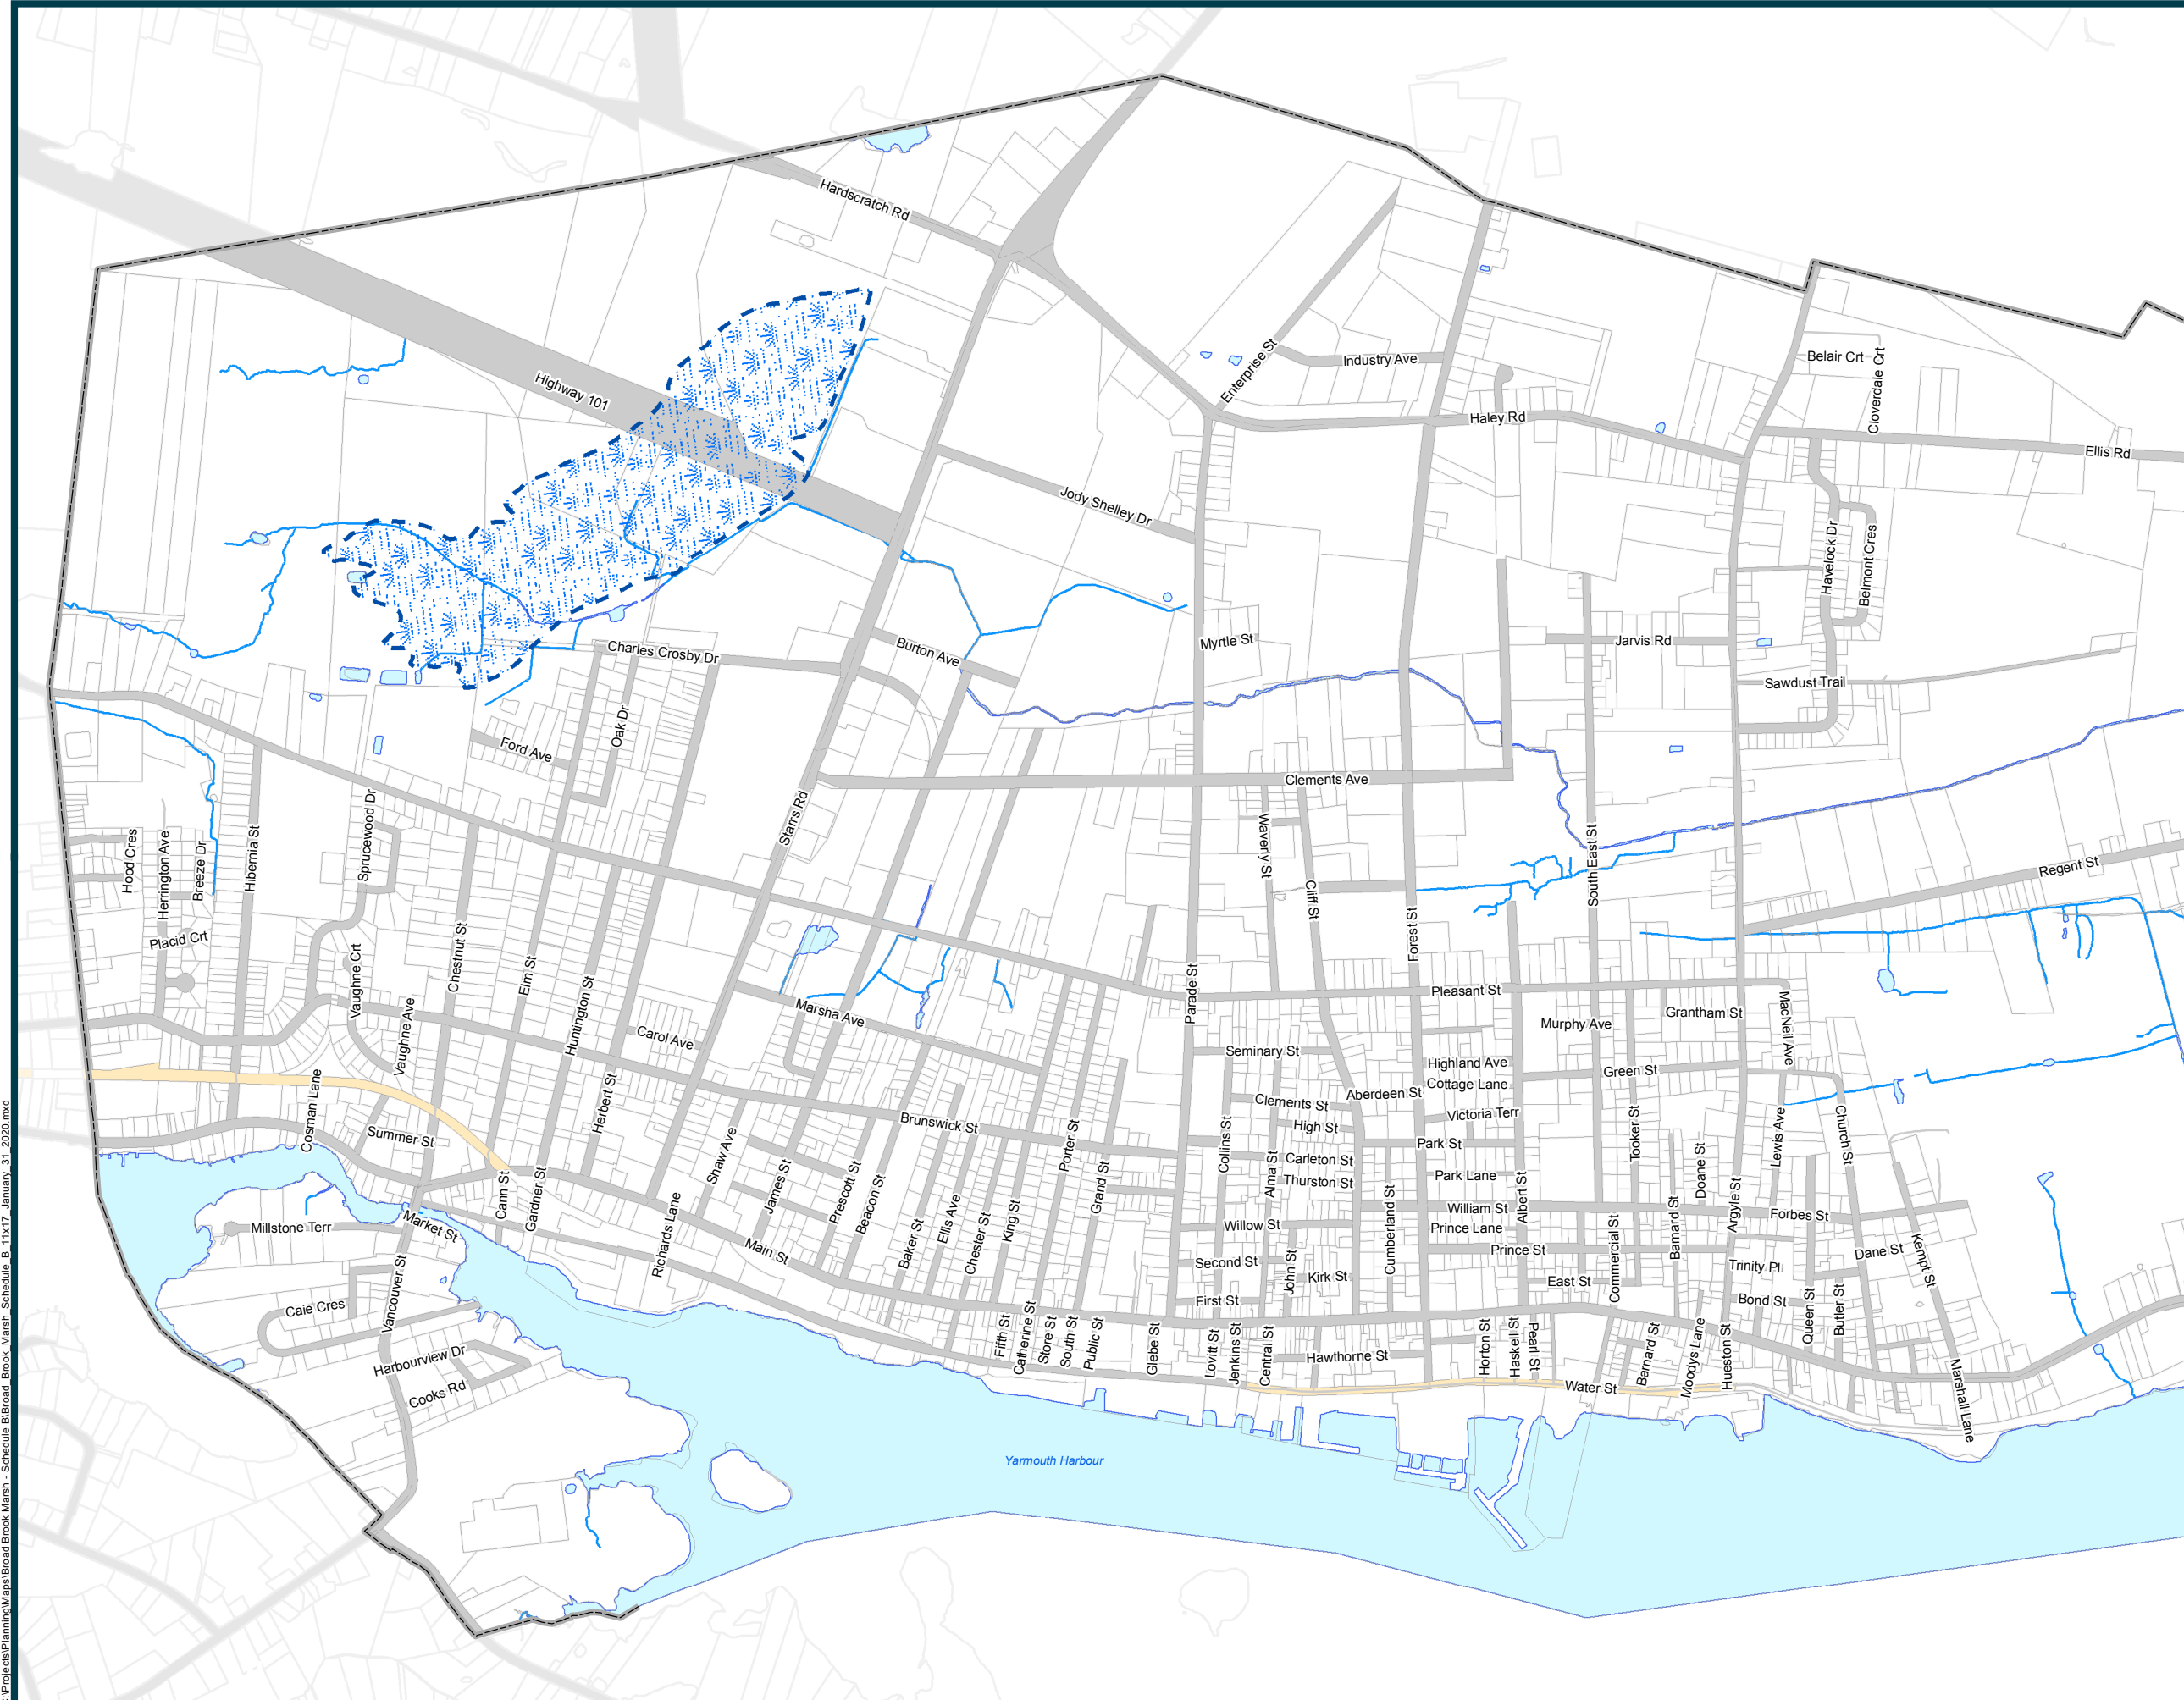 Hardscratch Rd
Highway 101
Enterprise St
Industry Ave
Haley Rd
Belair Crt
Cloverdale Crt
Ellis Rd
Jody Shelley Dr
Havelock Dr
Belmont Cres
Burton Ave
Myrtle St
Jarvis Rd
Charles Crosby Dr
Sawdust Trail
Oak Dr
Ford Ave
Clements Ave
Starrs Rd
Sprucewood Dr
Hood Cres
Herrington Ave
Breeze Dr
Hibernia St
Waverly St
South East St
Regent St
Cliff St
Forest St
Placid Crt
Vaughne Crt
Chestnut St
Elm St
Huntington St
Parade St
Pleasant St
Marsha Ave
Murphy Ave
Grantham St
MacNeil Ave
Vaughne Ave
Carol Ave
Seminary St
Highland Ave
Green St
Cottage Lane
Aberdeen St
Cosman Lane
Herbert St
Clements St
Victoria Terr
Brunswick St
High St
Tooker St
Lewis Ave
Church St
Summer St
Porter St
Collins St
Park St
Shaw Ave
Carleton St
Alma St
Park Lane
Doane St
Thurston St
James St
Prescott St
Beacon St
Grand St
Cann St
Gardner St
Albert St
William St
Argyle St
Forbes St
Millstone Terr
Market St
Richards Lane
Main St
Baker St
Ellis Ave
Chester St
King St
Willow St
Cumberland St
Prince Lane
Prince St
Commercial St
Barnard St
Dane St
Kempt St
Second St
John St
Kirk St
East St
Trinity Pl
Caie Cres
Vancouver St
First St
Bond St
Queen St
Butler St
Harbourview Dr
Cooks Rd
Fifth St
Catherine St
Store St
South St
Public St
Glebe St
Lovitt St
Jenkins St
Central St
Hawthorne St
Horton St
Haskell St
Pearl St
Water St
Barnard St
Moodys Lane
Hueston St
Marshall Lane
Yarmouth Harbour
:\Projects\Planning\Maps\Broad Brook Marsh - Schedule B\Broad_Brook_Marsh_Schedule_B_11x17_January_31_2020.mxd